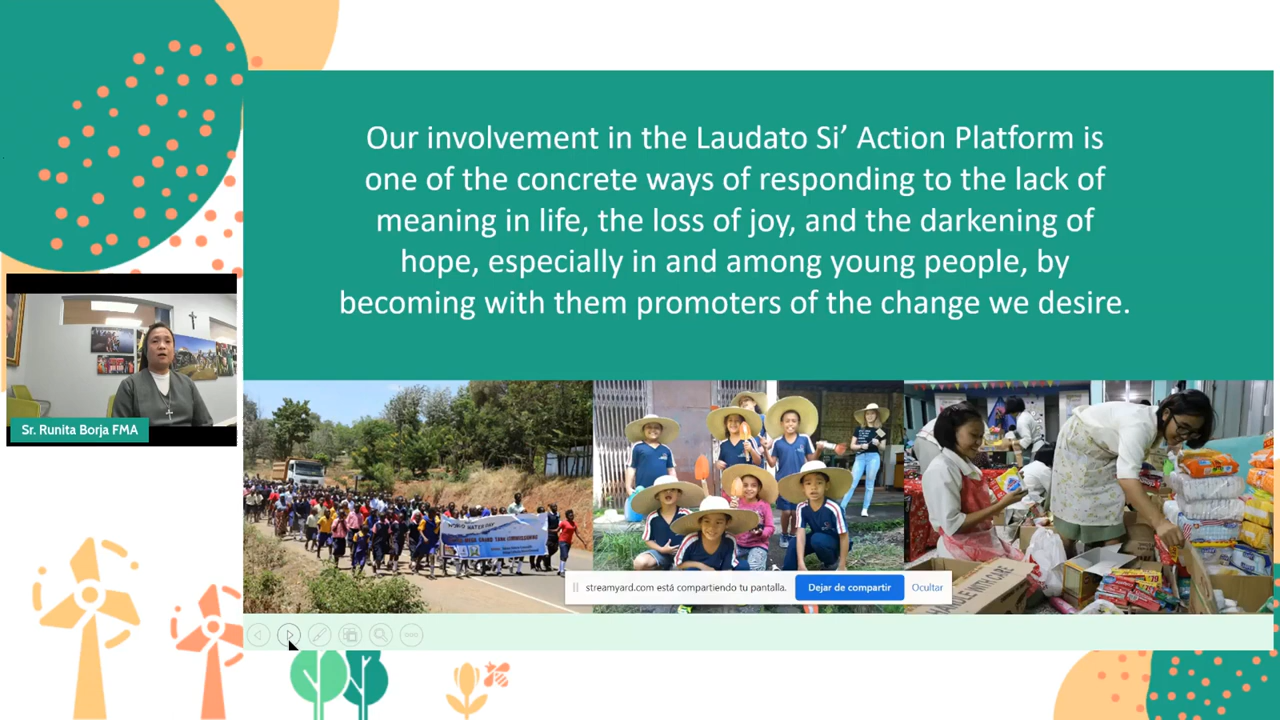 Our involvement in the Laudato Si’ Action Platform is
one of the concrete ways of responding to the lack of
meaning in life, the loss of joy, and the darkening of
hope, especially in and among young people, by
becoming with them promoters of the change we desire.
Sr. Runita Borja FMA
WORLD WATER DAY
streamyard.com está compartiendo tu pantalla.
Dejar de compartir
Ocultar